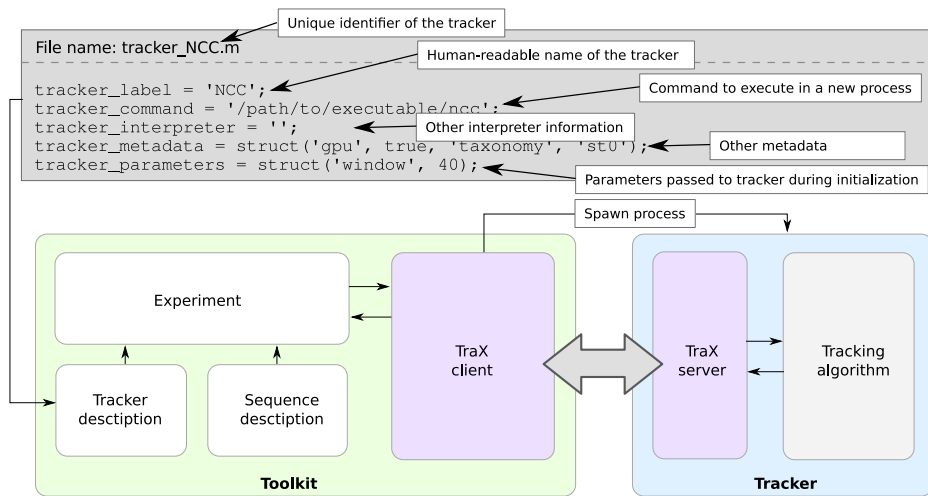 Unique identifier of the tracker
File name: tracker_NCC.m
Human-readable name of the tracker
tracker_label = 'NCC';
Command to execute in a new process
tracker_command = '/path/to/executable/ncc';
tracker_interpreter = '';
Other interpreter information
tracker_metadata = struct('gpu', true, 'taxonomy', 'st0');
Other metadata
tracker_parameters = struct('window', 40);
Parameters passed to tracker during initialization
Spawn process
Experiment
TraX
client
TraX
server
Tracking
algorithm
Tracker
desctiption
Sequence
desctiption
Toolkit
Tracker